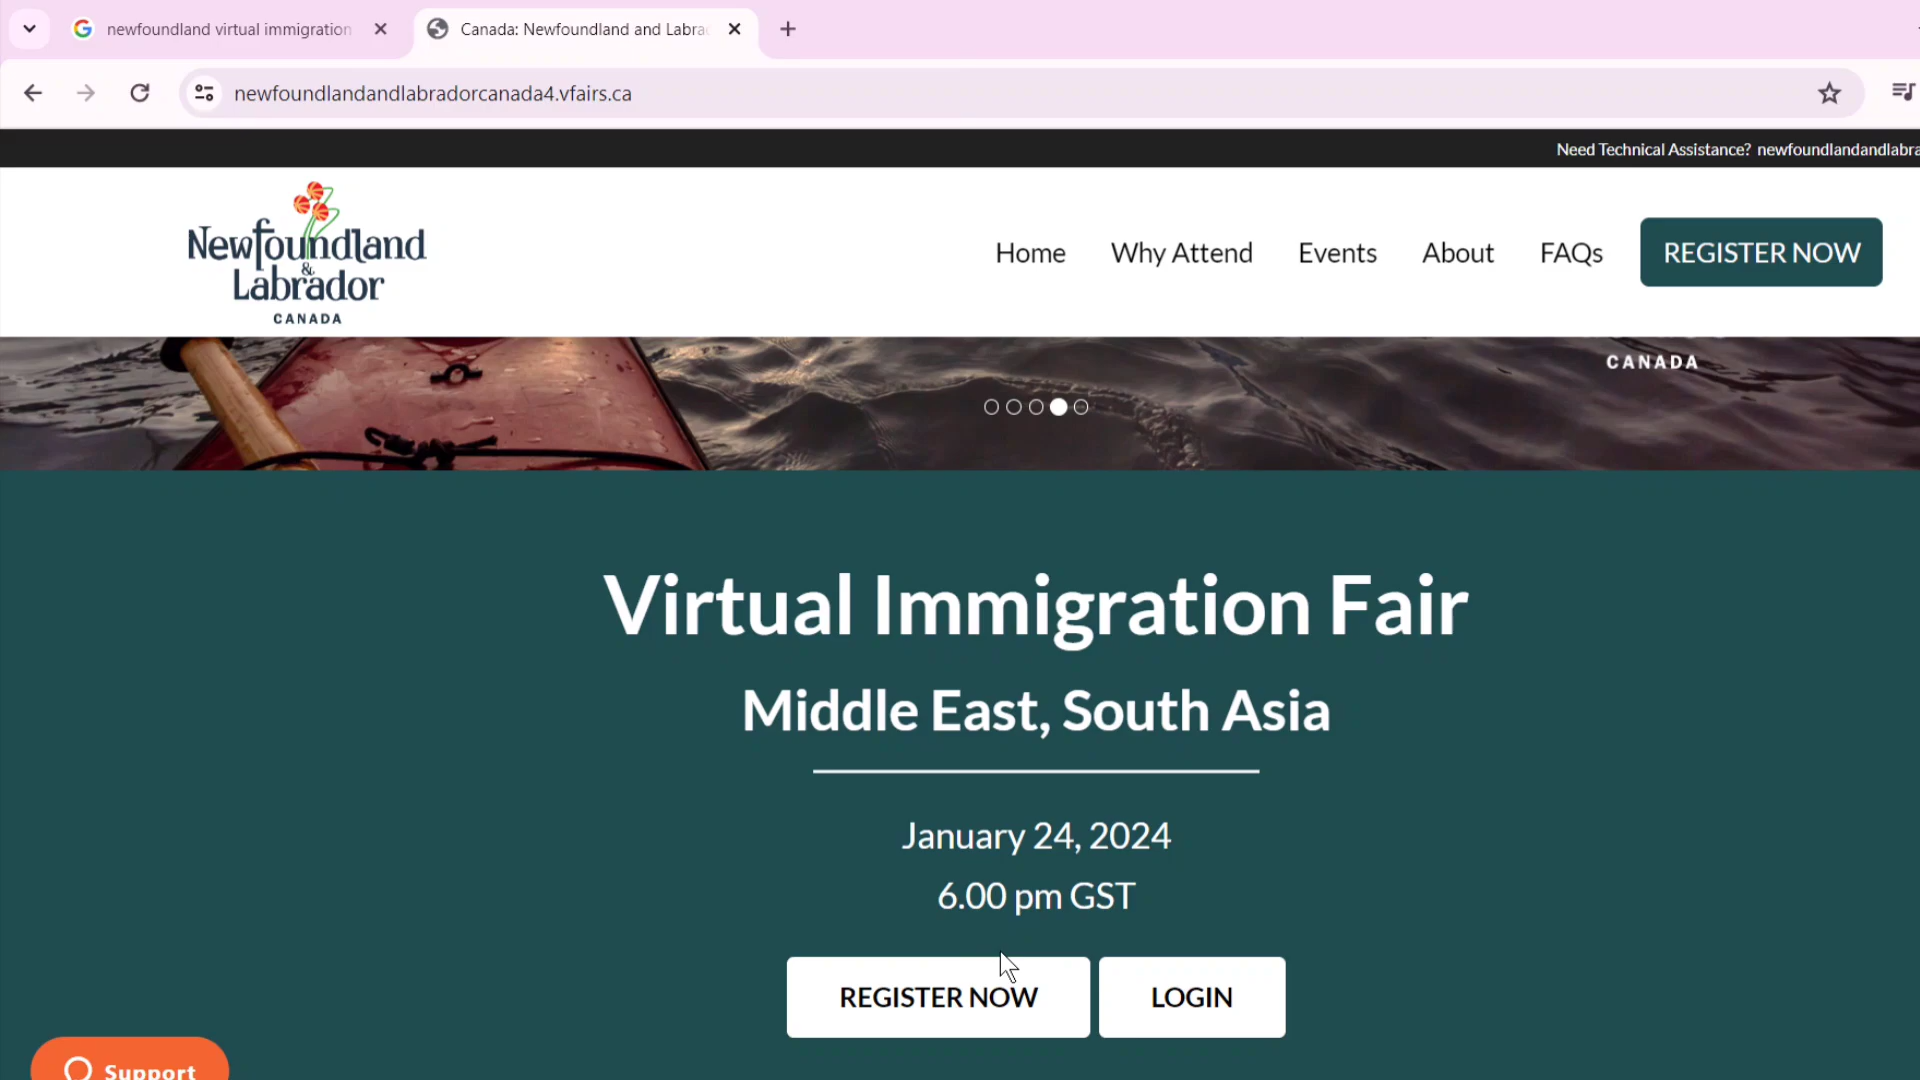 newfoundland virtual immigration
Canada: Newfoundland and Labra
newfoundlandandlabradorcanada4.vfairs.ca
Need Technical Assistance? newfoundlandandlabra
Newfoundland
&
Labrador
CANADA
Home Why Attend Events About FAQs REGISTER NOW
CANADA
Virtual Immigration Fair
Middle East, South Asia
January 24, 2024
6.00 pm GST
REGISTER NOW LOGIN
Support